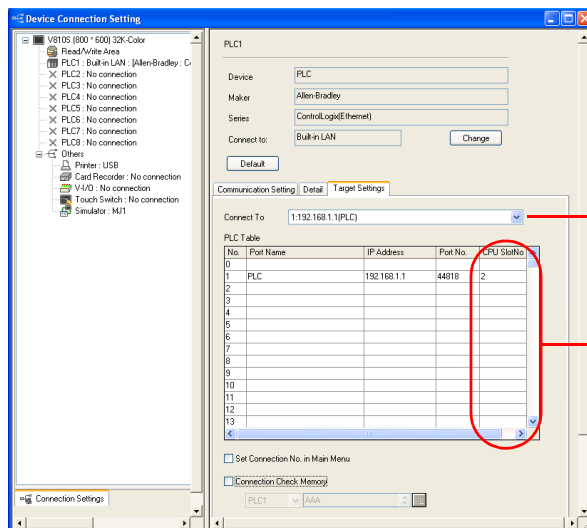 Device Connection Setting
V810S (800 * 600) 32K-Color
Read/Write Area
PLC1 : Built-in LAN : [Allen-Bradley : C
PLC2 : No connection
PLC3 : No connection
PLC4 : No connection
PLC5 : No connection
PLC6 : No connection
PLC7 : No connection
PLC8 : No connection
Others
Printer : USB
Card Recorder : No connection
V-I/O : No connection
Touch Switch : No connection
Simulator : MJ1
Connection Settings
PLC1
Device PLC
Maker Allen-Bradley
Series ControlLogix(Ethernet)
Connect to: Built-in LAN Change
Default
Communication Setting Detail Target Settings
Connect To 1:192.168.1.1(PLC)
PLC Table
No. Port Name IP Address Port No. CPU SlotNo
0
1 PLC 192.168.1.1 44818 2
2
3
4
5
6
7
8
9
10
11
12
13
Set Connection No. in Main Menu
Connection Check Memory
PLC1 AAA